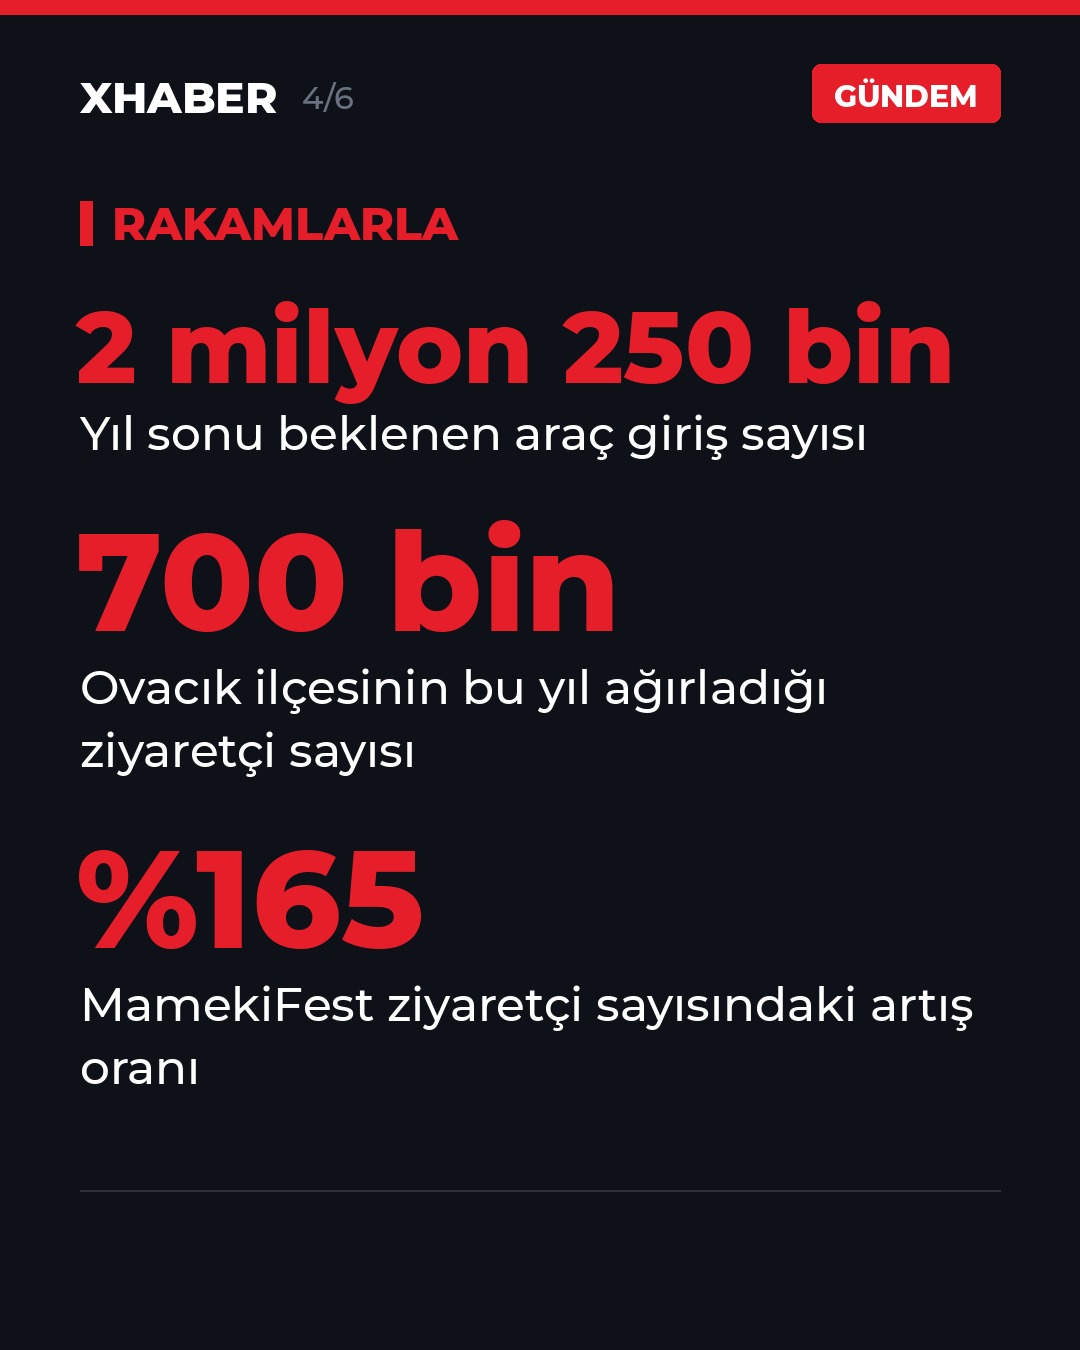 XHABER 4/6
GÜNDEM
RAKAMLARLA
2 milyon 250 bin
Yıl sonu beklenen araç giriş sayısı
700 bin
Ovacık ilçesinin bu yıl ağırladığı
ziyaretçi sayısı
%165
MamekiFest ziyaretçi sayısındaki artış
oranı